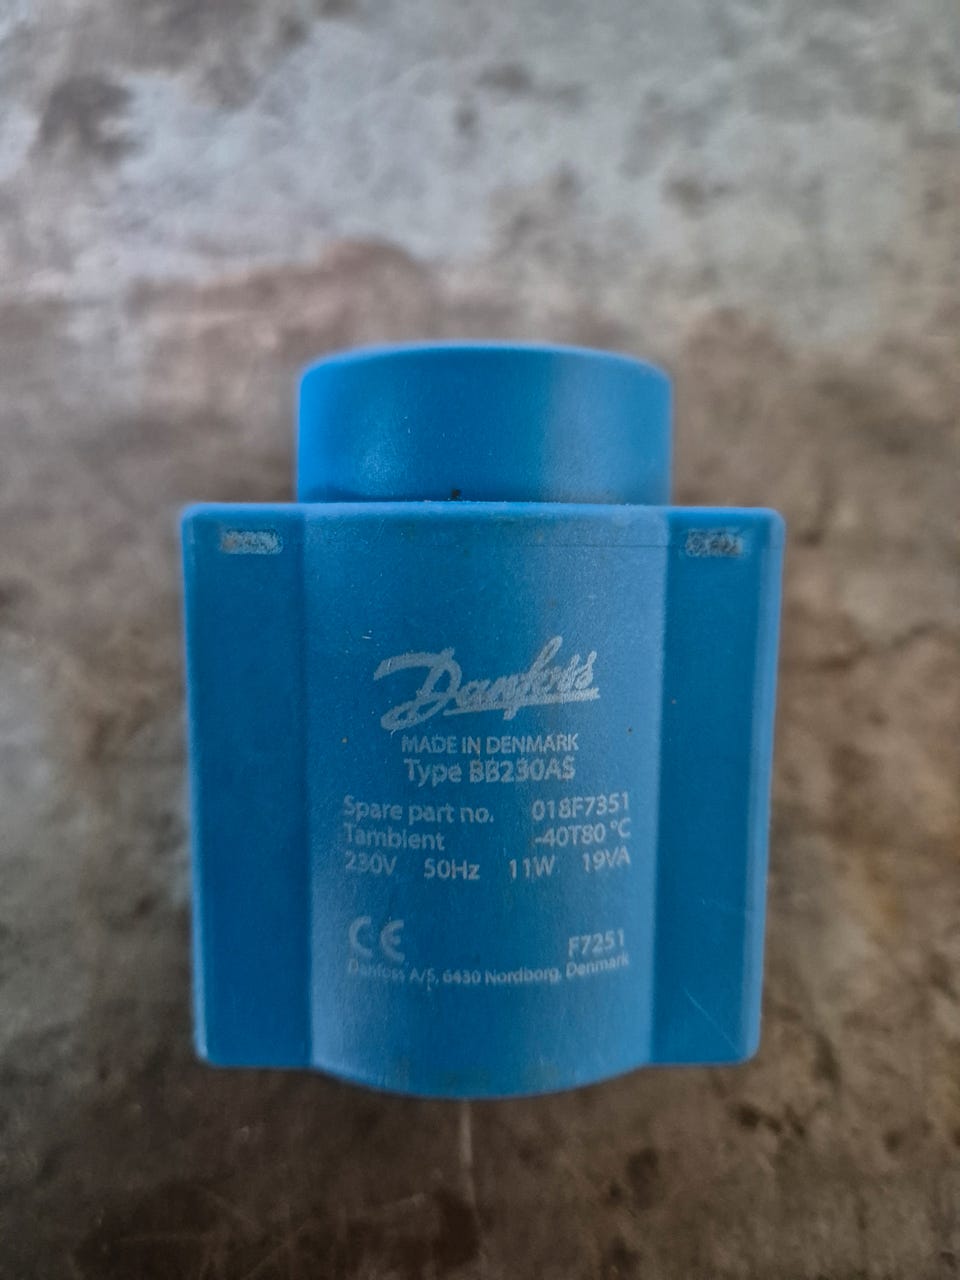 Danfoss
MADE IN DENMARK
Type BB230AS
Spare part no. 018F7351
Tambient -40T80 °C
230V 50Hz 11W 19VA
CE F7251
Danfoss A/S, 6430 Nordborg, Denmark